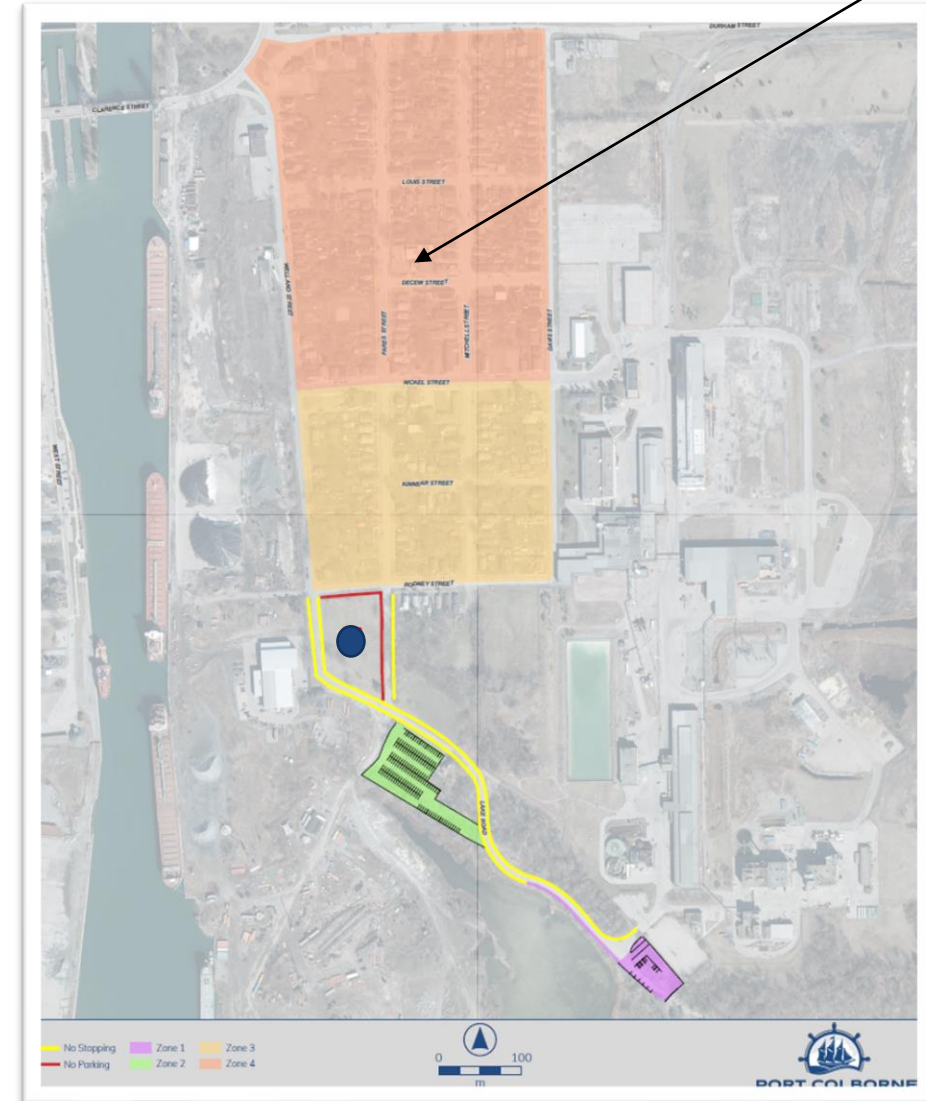 DURHAM STREET
CLARENCE STREET
LOUIS STREET
WELLAND STREET
DECEW STREET
FARES STREET
MITCHELL STREET
DAVIS STREET
NICKEL STREET
WEST STREET
KINNEAR STREET
RODNEY STREET
LAKE ROAD
No Stopping
No Parking
Zone 1
Zone 2
Zone 3
Zone 4
0 100
m
PORT COLBORNE